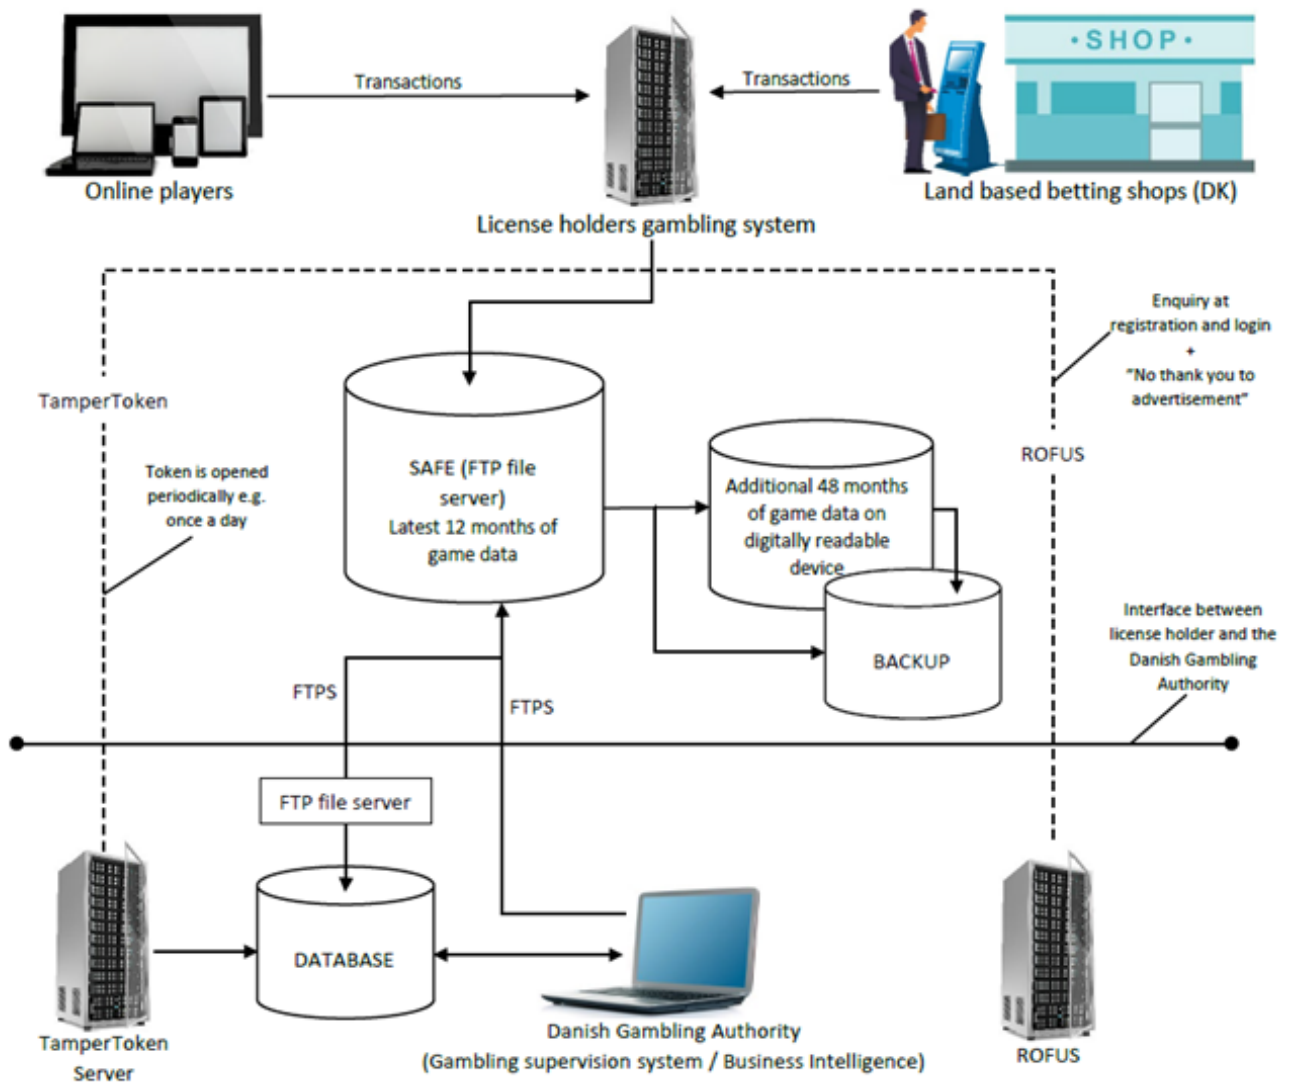 ·SHOP·
Transactions
Transactions
Online players
Land based betting shops (DK)
License holders gambling system
Enquiry at
registration and login
+
"No thank you to
advertisement"
TamperToken
ROFUS
Token is opened
periodically e.g.
once a day
SAFE (FTP file
server)
Latest 12 months of
game data
Additional 48 months
of game data on
digitally readable
device
Interface between
license holder and the
Danish Gambling
Authority
BACKUP
FTPS
FTPS
FTP file server
DATABASE
TamperToken
Server
Danish Gambling Authority
(Gambling supervision system / Business Intelligence)
ROFUS